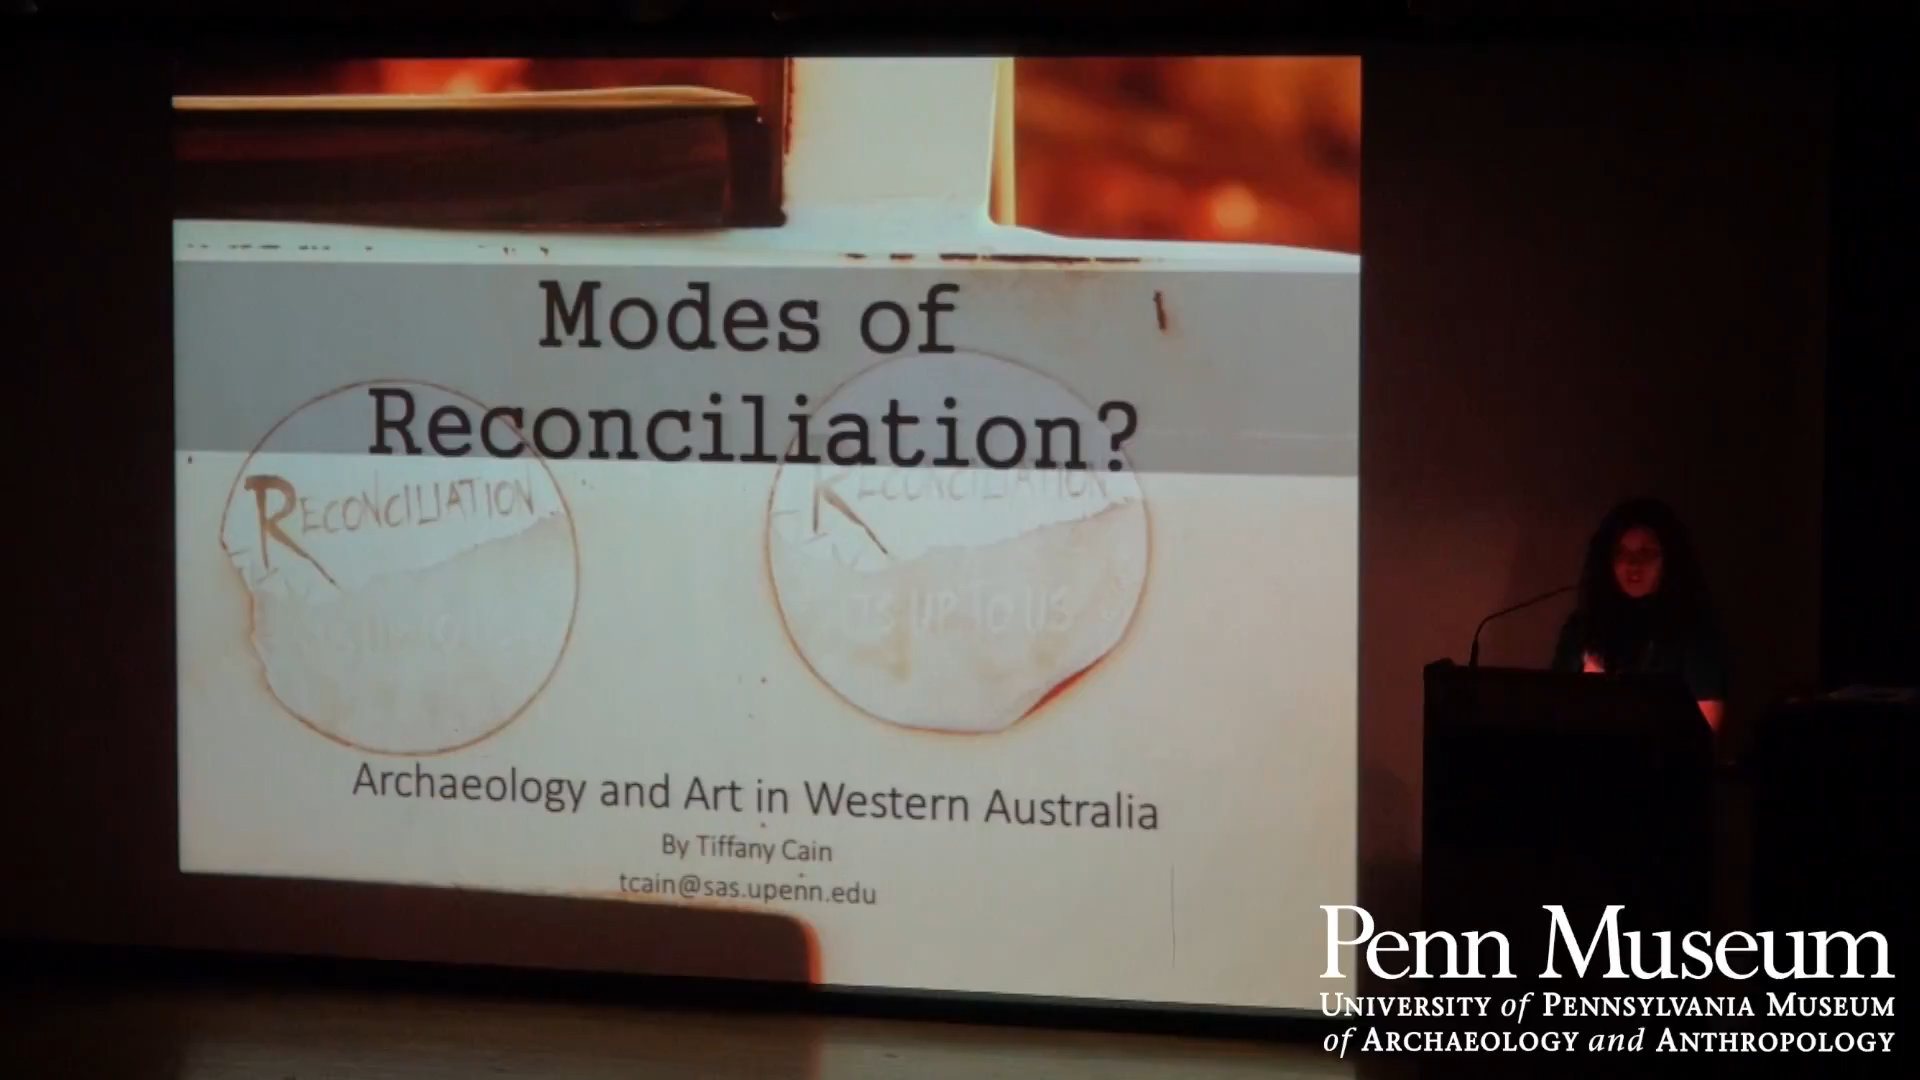 Modes of
Reconciliation?
RECONCILIATION
RECONCILIATION
ITS UP TO US
Archaeology and Art in Western Australia
By Tiffany Cain
tcain@sas.upenn.edu
Penn Museum
UNIVERSITY of PENNSYLVANIA MUSEUM
of ARCHAEOLOGY and ANTHROPOLOGY